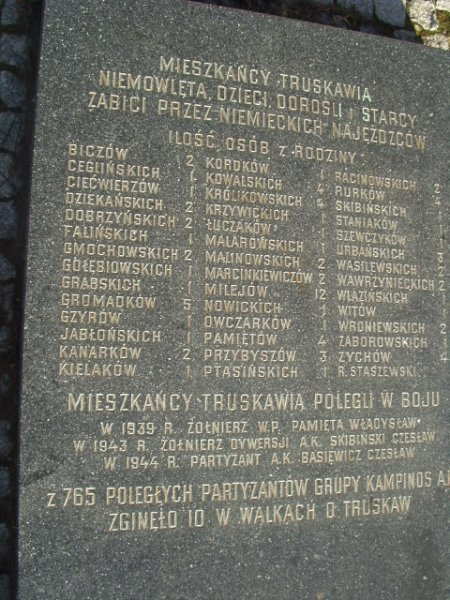 MIESZKAŃCY TRUSKAWIA
NIEMOWLĘTA, DZIECI, DOROŚLI I STARCY
ZABICI PRZEZ NIEMIECKICH NAJEŹDZCÓW
ILOŚĆ OSÓB Z RODZINY:
BICZÓW 2
CEGLIŃSKICH 1
CIEĆWIERZÓW 1
DZIEKAŃSKICH 2
DOBRZYŃSKICH 2
FALIŃSKICH 1
GMOCHOWSKICH 2
GOŁĘBIOWSKICH 1
GRABSKICH 1
GROMADKÓW 5
GZYRÓW 1
JABŁOŃSKICH 1
KANARKÓW 2
KIELAKÓW 1
KOROKÓW 1
KOWALSKICH 4
KRÓLIKOWSKICH 4
KRZYWICKICH 1
ŁUCZAKÓW 1
MALAROWSKICH 1
MALINOWSKICH 2
MARCINKIEWICZÓW 2
MILEJÓW 12
NOWICKICH 1
OWCZARKÓW 1
PAMIĘTÓW 4
PRZYBYSZÓW 3
PTASIŃSKICH 1
RACINOWSKICH 2
RURKÓW 4
SKIBIŃSKICH 1
STANIAKÓW 1
SZEWCZYKÓW 1
URBAŃSKICH 3
WASILEWSKICH 2
WAWRZYNIECKICH 2
WŁAZIŃSKICH 1
WITÓW 1
WRONIEWSKICH 2
ZABOROWSKICH 1
ŻYCHÓW 4
R. STASZEWSKI
MIESZKAŃCY TRUSKAWIA POLEGLI W BOJU
W 1939 R. ŻOŁNIERZ W.P. PAMIĘTA WŁADYSŁAW
W 1943 R. ŻOŁNIERZ DYWERSJI A.K. SKIBIŃSKI CZESŁAW
W 1944 R. PARTYZANT A.K. BASIEWICZ CZESŁAW
Z 765 POLEGŁYCH PARTYZANTÓW GRUPY KAMPINOS
ZGINĘŁO 10 W WALKACH O TRUSKAW